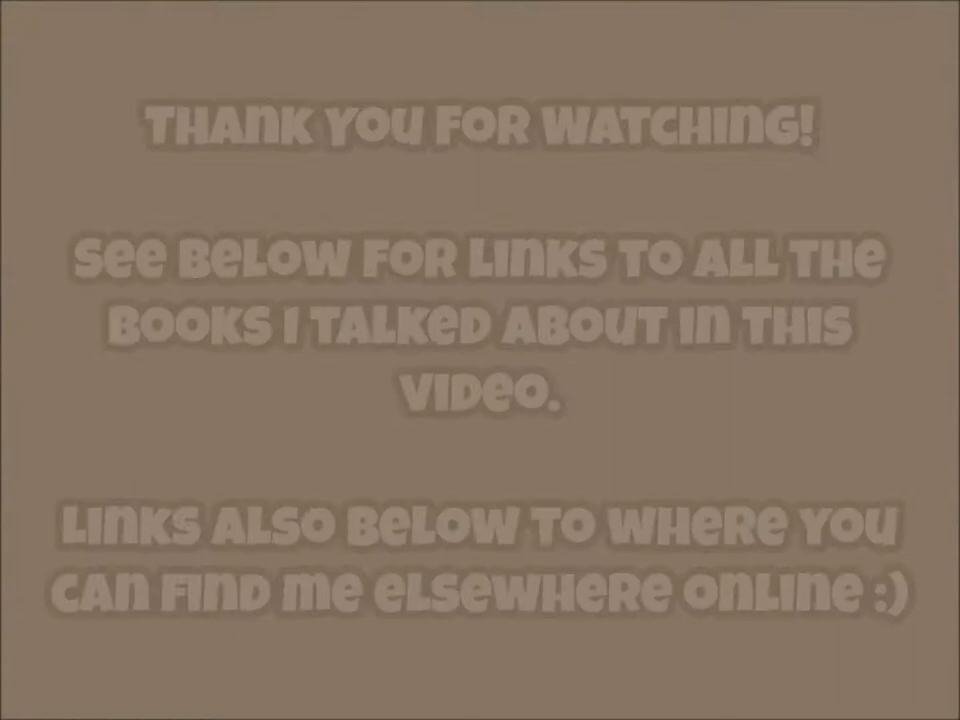 THANK YOU FOR WATCHING!
See BeLOW FOR LINKS TO ALL THe
BOOKS I TALKeD ABOUT In THIS
VIDeO.
LINKS ALSO BeLOW TO WHeRe YOU
CAn FIND me eLSeWHeRe OnLIne :)